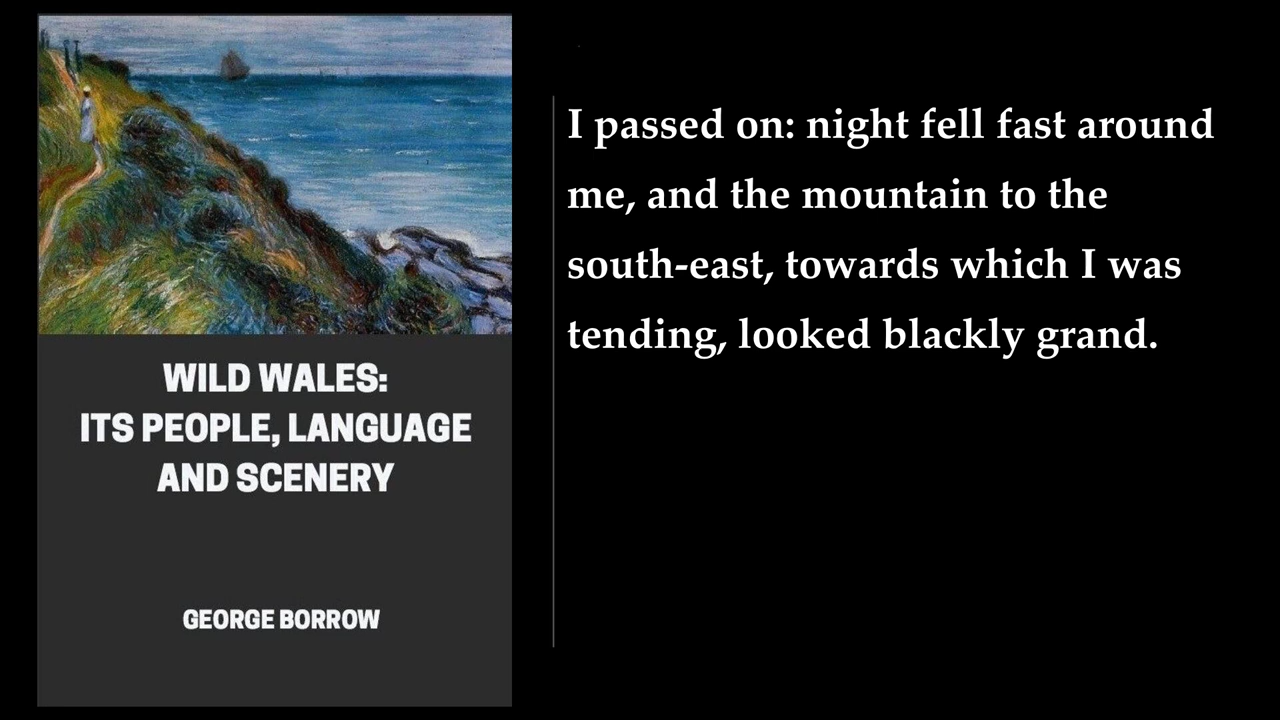 WILD WALES:
ITS PEOPLE, LANGUAGE
AND SCENERY
GEORGE BORROW
I passed on: night fell fast around
me, and the mountain to the
south-east, towards which I was
tending, looked blackly grand.